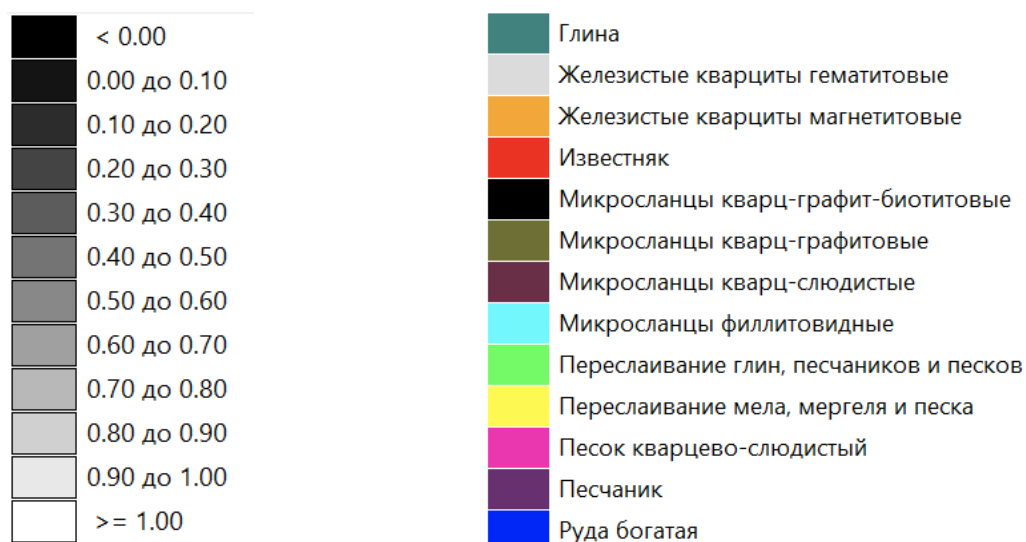 < 0.00
0.00 до 0.10
0.10 до 0.20
0.20 до 0.30
0.30 до 0.40
0.40 до 0.50
0.50 до 0.60
0.60 до 0.70
0.70 до 0.80
0.80 до 0.90
0.90 до 1.00
>= 1.00
Глина
Железистые кварциты гематитовые
Железистые кварциты магнетитовые
Известняк
Микросланцы кварц-графит-биотитовые
Микросланцы кварц-графитовые
Микросланцы кварц-слюдистые
Микросланцы филлитовидные
Переслаивание глин, песчаников и песков
Переслаивание мела, мергеля и песка
Песок кварцево-слюдистый
Песчаник
Руда богатая